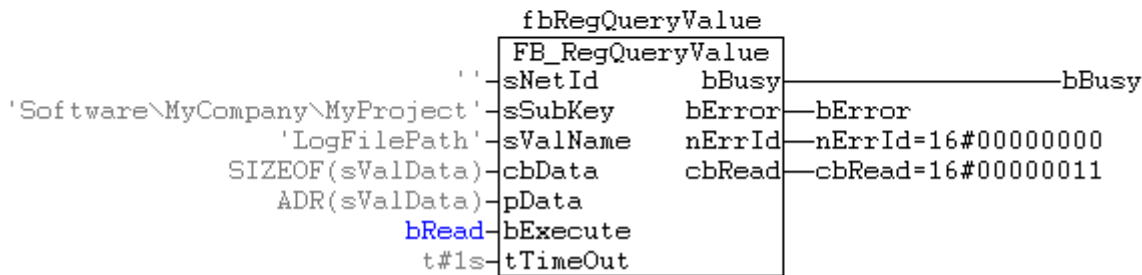 fbRegQueryValue
FB_RegQueryValue
''-sNetId bBusy bBusy
'Software\MyCompany\MyProject'-sSubKey bError bError
'LogFilePath'-sValName nErrId nErrId=16#00000000
SIZEOF(sValData)-cbData cbRead cbRead=16#00000011
ADR(sValData)-pData
bRead-bExecute
t#1s-tTimeOut